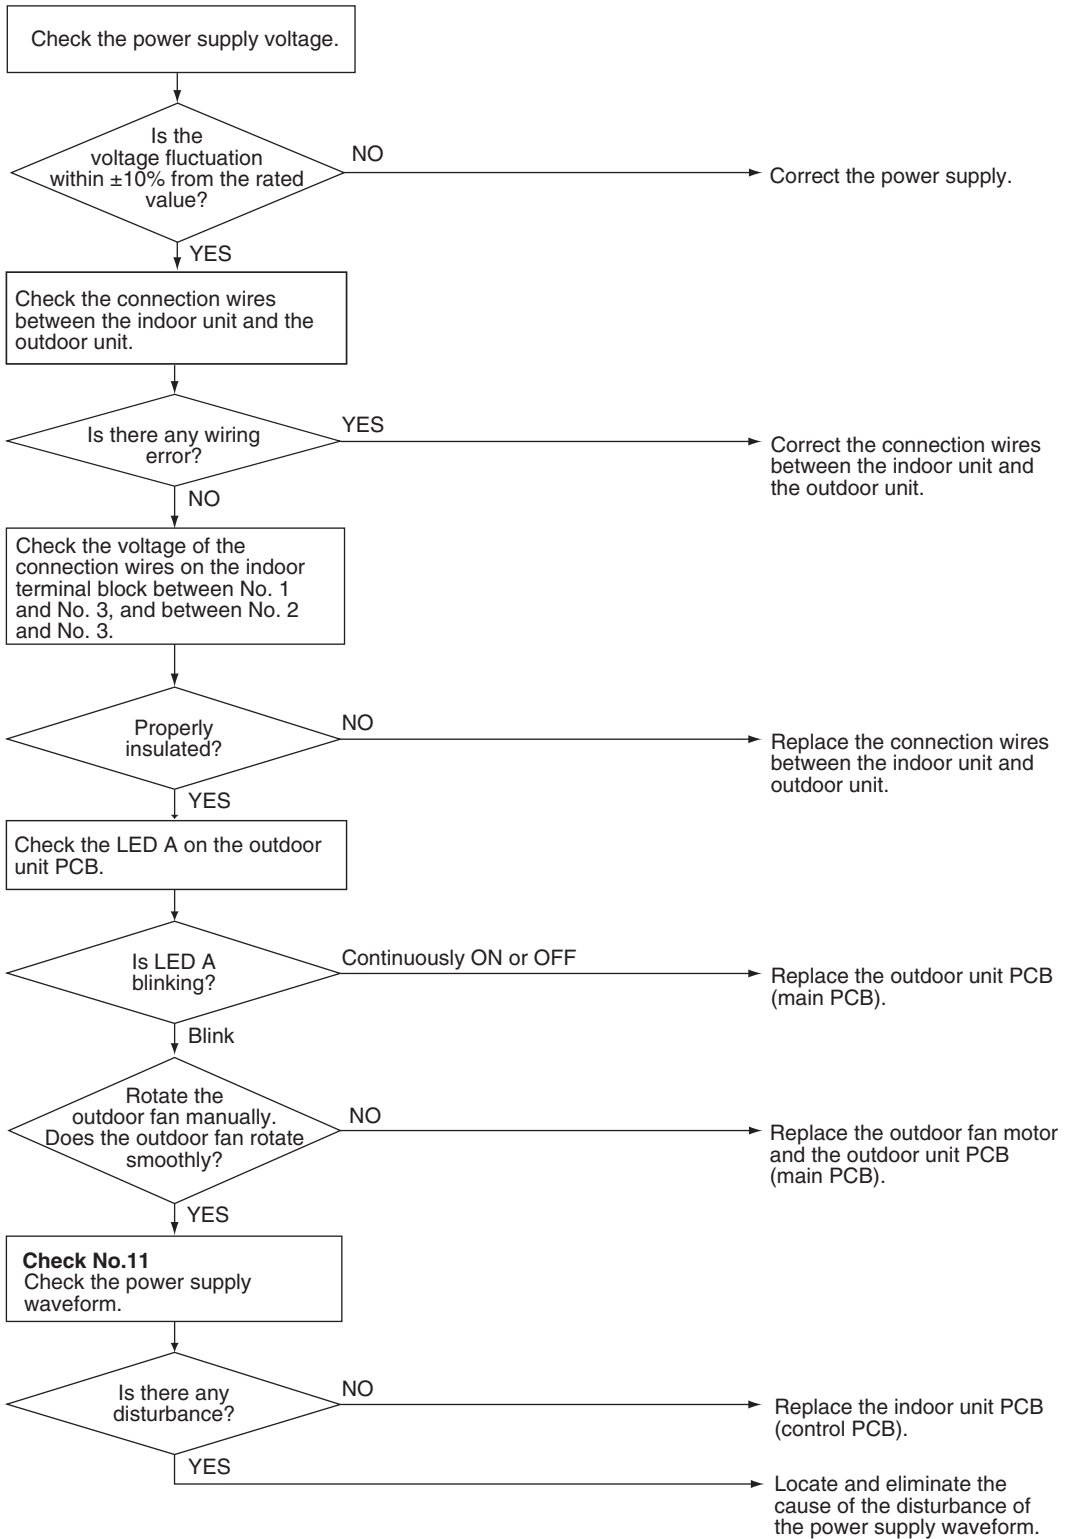 Check the power supply voltage.
Is the
voltage fluctuation
within ±10% from the rated
value?
NO
Correct the power supply.
YES
Check the connection wires
between the indoor unit and the
outdoor unit.
Is there any wiring
error?
YES
Correct the connection wires
between the indoor unit and
the outdoor unit.
NO
Check the voltage of the
connection wires on the indoor
terminal block between No. 1
and No. 3, and between No. 2
and No. 3.
Properly
insulated?
NO
Replace the connection wires
between the indoor unit and
outdoor unit.
YES
Check the LED A on the outdoor
unit PCB.
Is LED A
blinking?
Continuously ON or OFF
Replace the outdoor unit PCB
(main PCB).
Blink
Rotate the
outdoor fan manually.
Does the outdoor fan rotate
smoothly?
NO
Replace the outdoor fan motor
and the outdoor unit PCB
(main PCB).
YES
Check No.11
Check the power supply
waveform.
Is there any
disturbance?
NO
Replace the indoor unit PCB
(control PCB).
YES
Locate and eliminate the
cause of the disturbance of
the power supply waveform.